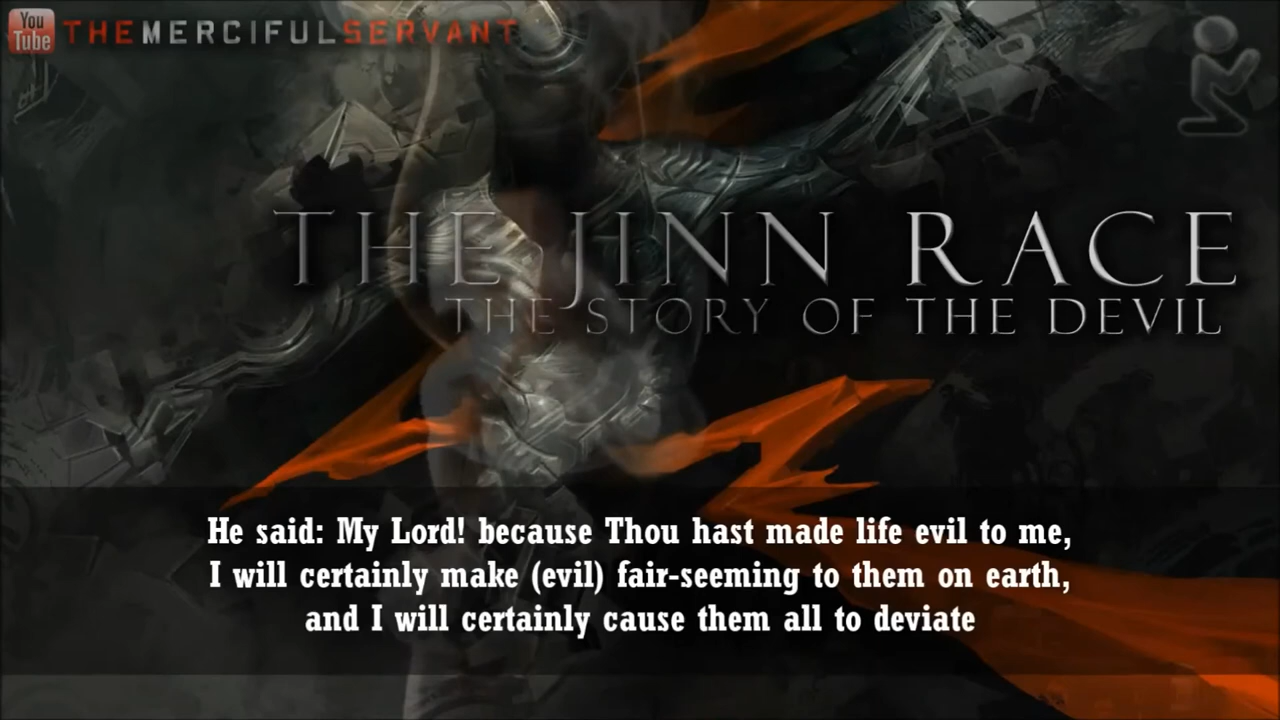 You
Tube
THEMERCIFULSERVANT
THE JINN RACE
THE STORY OF THE DEVIL
He said: My Lord! because Thou hast made life evil to me,
I will certainly make (evil) fair-seeming to them on earth,
and I will certainly cause them all to deviate